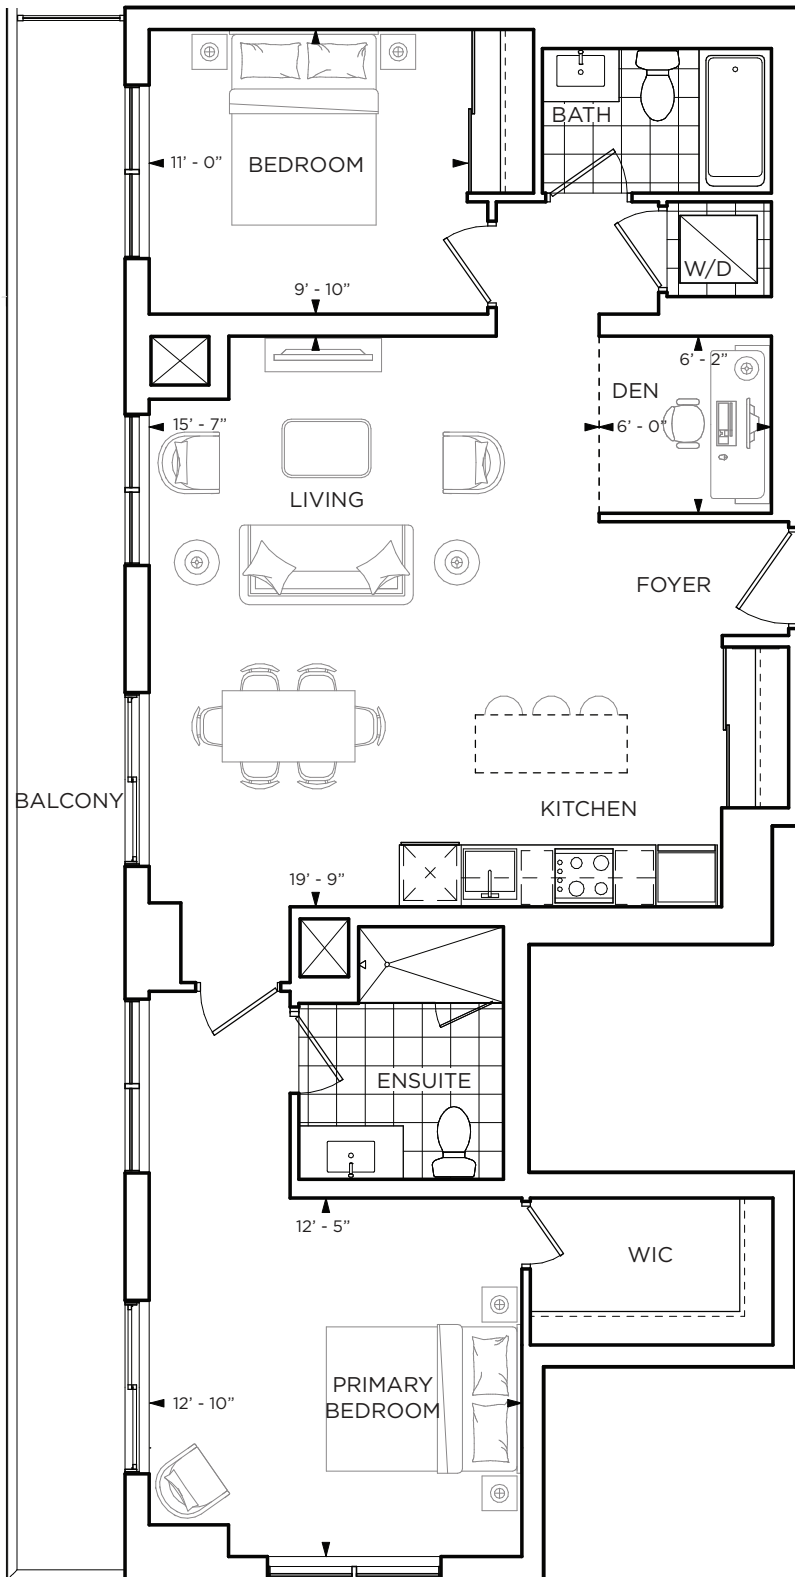 BATH
11’ - 0”
BEDROOM
W/D
9’ - 10”
6’ - 2”
DEN
15’ - 7”
6’ - 0”
LIVING
FOYER
BALCONY
KITCHEN
19’ - 9”
ENSUITE
12’ - 5”
WIC
PRIMARY
BEDROOM
12’ - 10”